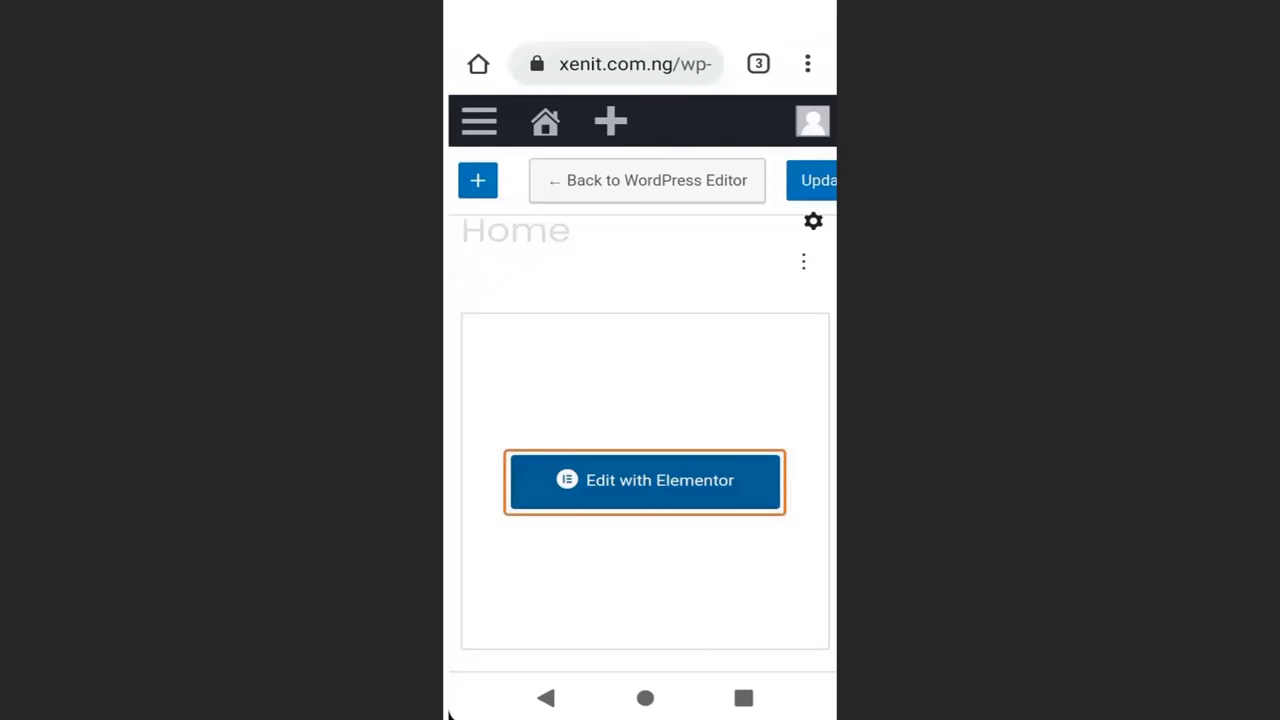 xenit.com.ng/wp-
3
+
← Back to WordPress Editor
Upda
Home
Edit with Elementor